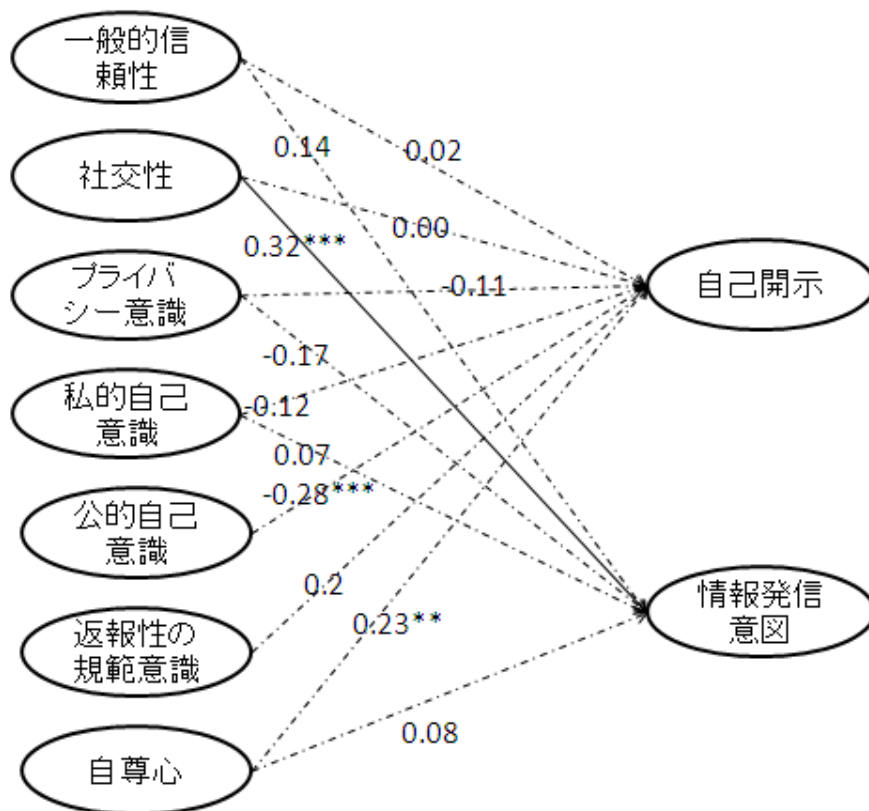 一般的信
頼性
社交性
プライバ
シー意識
私的自己
意識
公的自己
意識
返報性の
規範意識
自尊心
0.14
0.02
0.00
0.32***
-0.11
-0.17
-0.12
0.07
-0.28***
0.2
0.23**
0.08
自己開示
情報発信
意図